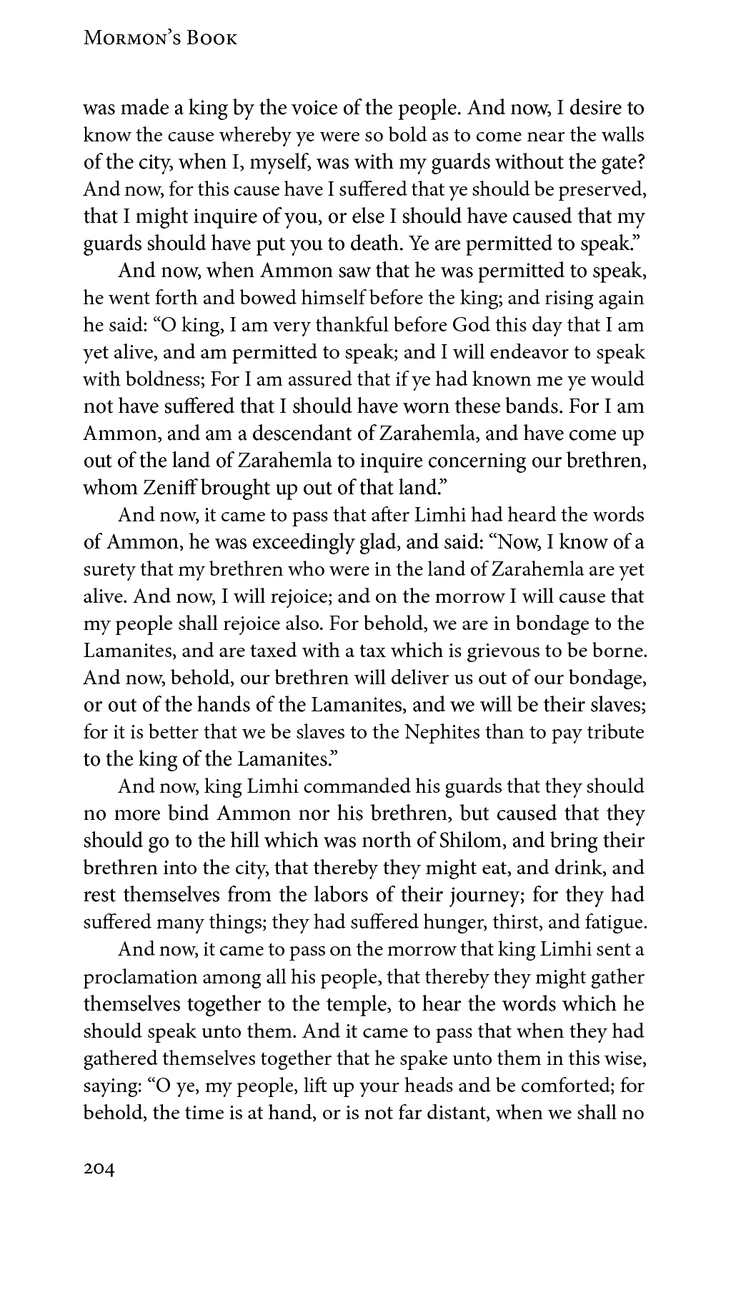 Mormon’s Book
was made a king by the voice of the people. And now, I desire to
know the cause whereby ye were so bold as to come near the walls
of the city, when I, myself, was with my guards without the gate?
And now, for this cause have I suffered that ye should be preserved,
that I might inquire of you, or else I should have caused that my
guards should have put you to death. Ye are permitted to speak.”
And now, when Ammon saw that he was permitted to speak,
he went forth and bowed himself before the king; and rising again
he said: “O king, I am very thankful before God this day that I am
yet alive, and am permitted to speak; and I will endeavor to speak
with boldness; For I am assured that if ye had known me ye would
not have suffered that I should have worn these bands. For I am
Ammon, and am a descendant of Zarahemla, and have come up
out of the land of Zarahemla to inquire concerning our brethren,
whom Zeniff brought up out of that land.”
And now, it came to pass that after Limhi had heard the words
of Ammon, he was exceedingly glad, and said: “Now, I know of a
surety that my brethren who were in the land of Zarahemla are yet
alive. And now, I will rejoice; and on the morrow I will cause that
my people shall rejoice also. For behold, we are in bondage to the
Lamanites, and are taxed with a tax which is grievous to be borne.
And now, behold, our brethren will deliver us out of our bondage,
or out of the hands of the Lamanites, and we will be their slaves;
for it is better that we be slaves to the Nephites than to pay tribute
to the king of the Lamanites.”
And now, king Limhi commanded his guards that they should
no more bind Ammon nor his brethren, but caused that they
should go to the hill which was north of Shilom, and bring their
brethren into the city, that thereby they might eat, and drink, and
rest themselves from the labors of their journey; for they had
suffered many things; they had suffered hunger, thirst, and fatigue.
And now, it came to pass on the morrow that king Limhi sent a
proclamation among all his people, that thereby they might gather
themselves together to the temple, to hear the words which he
should speak unto them. And it came to pass that when they had
gathered themselves together that he spake unto them in this wise,
saying: “O ye, my people, lift up your heads and be comforted; for
behold, the time is at hand, or is not far distant, when we shall no
204